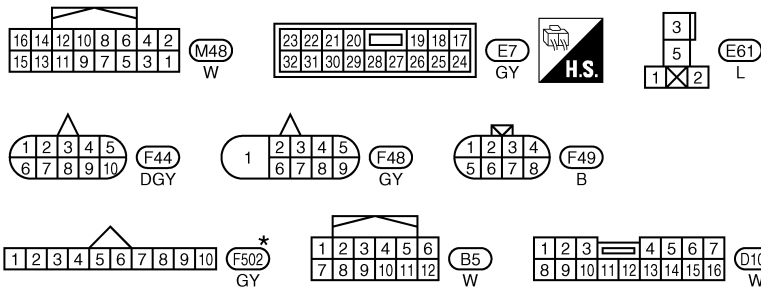 16 14 12 10 8 6 4 2
15 13 11 9 7 5 3 1
M48
W
23 22 21 20 19 18 17
32 31 30 29 28 27 26 25 24
E7
GY
H.S.
3
5
1 2
E61
L
1 2 3 4 5
6 7 8 9 10
F44
DGY
1 2 3 4 5
6 7 8 9
F48
GY
1 2 3 4
5 6 7 8
F49
B
1 2 3 4 5 6 7 8 9 10
F502 *
GY
1 2 3 4 5 6
7 8 9 10 11 12
B5
W
1 2 3 4 5 6 7
8 9 10 11 12 13 14 15 16
W